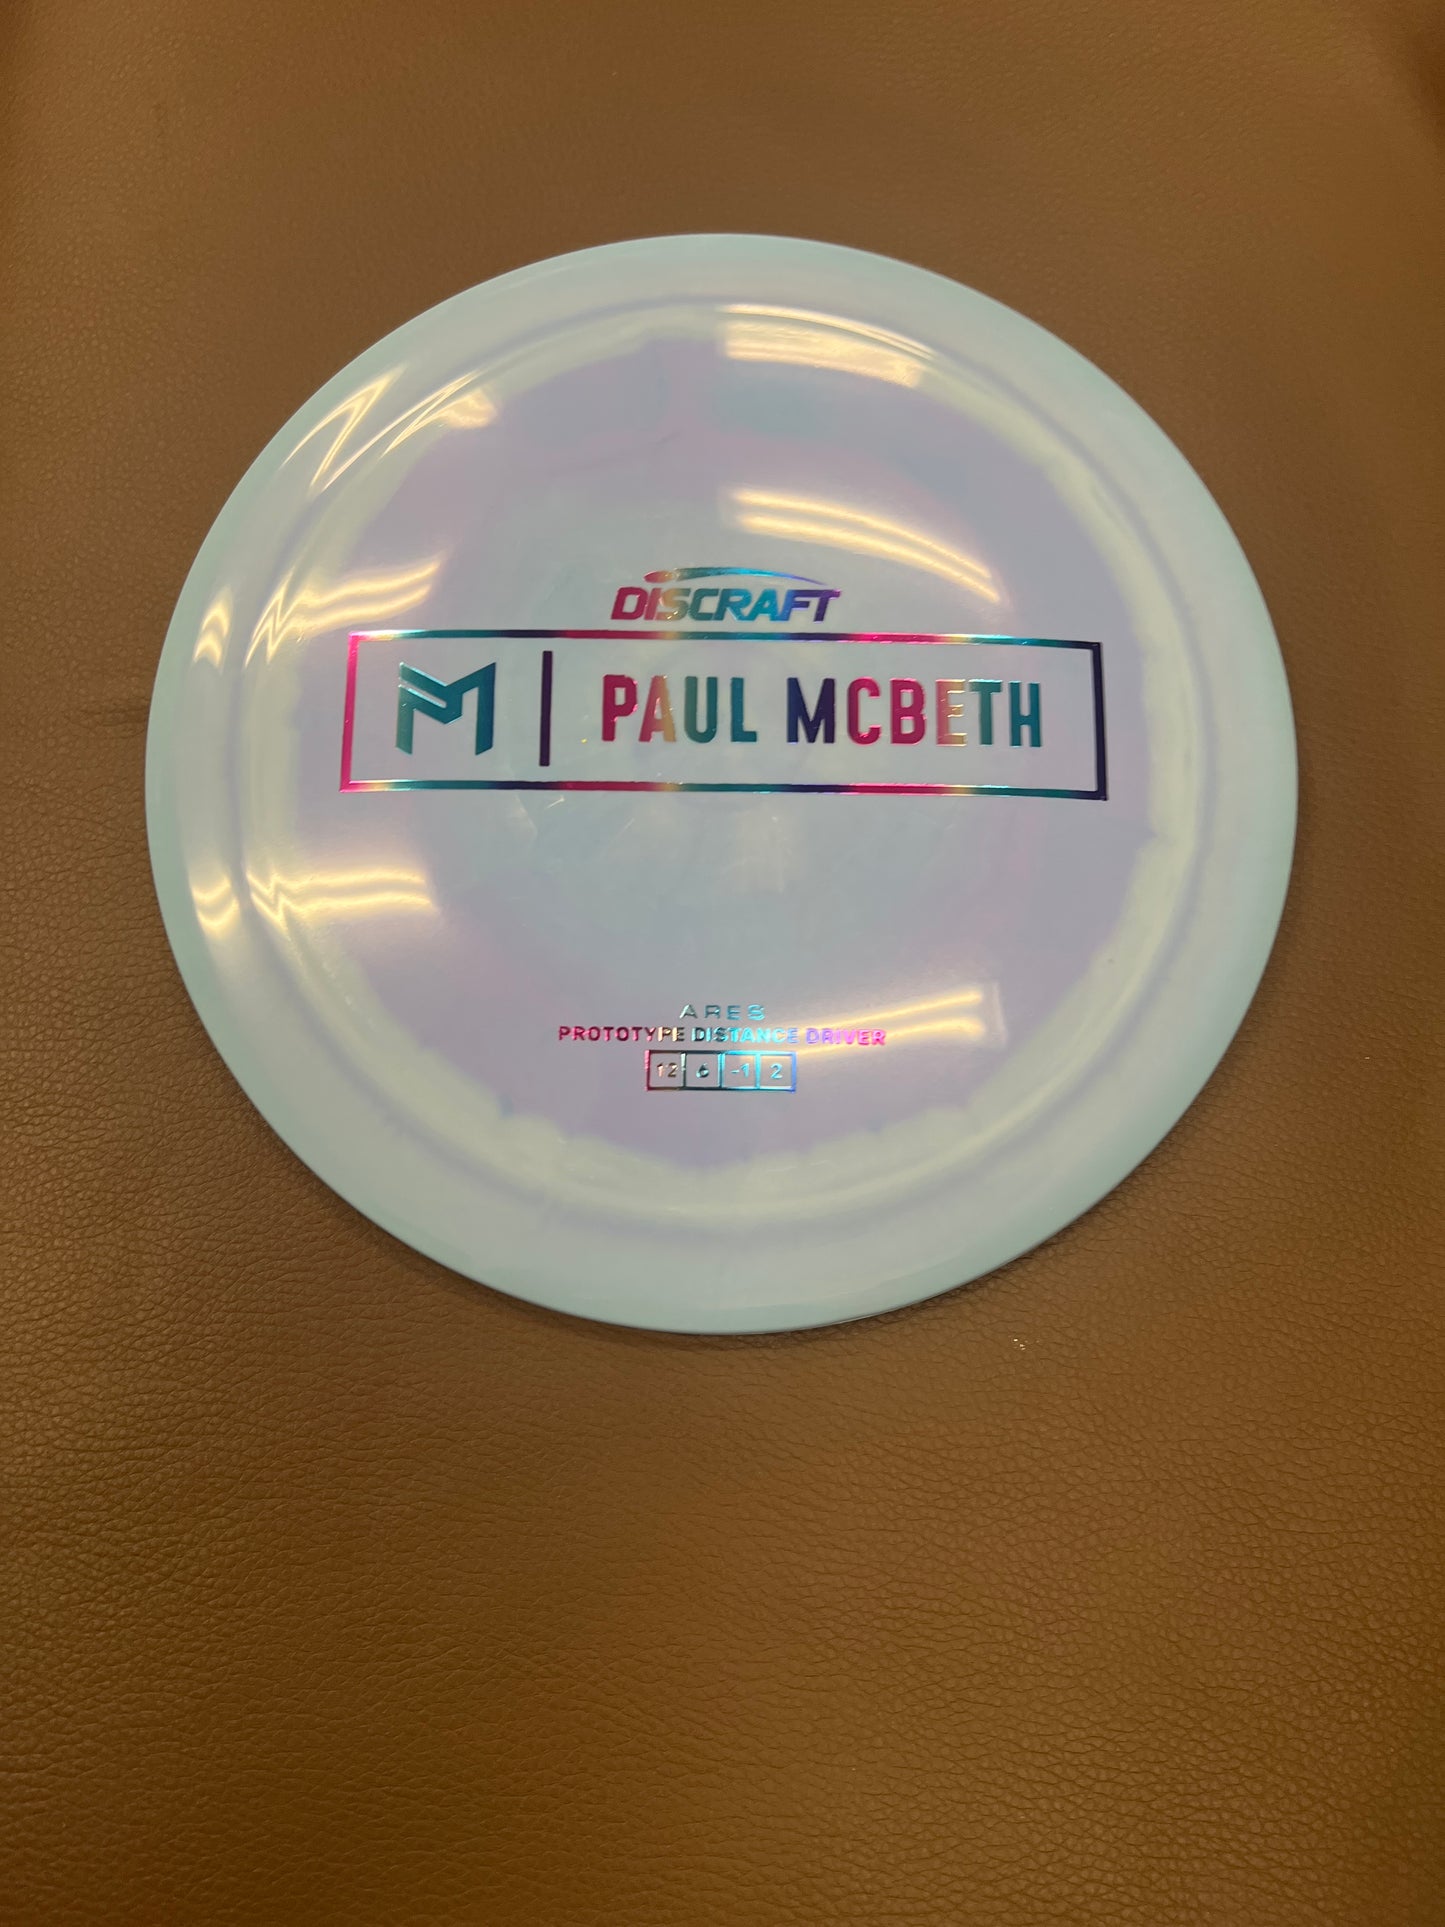 DISCRAFT
M | PAUL MCBETH
ARES
PROTOTYPE DISTANCE DRIVER
12 6 -1 2